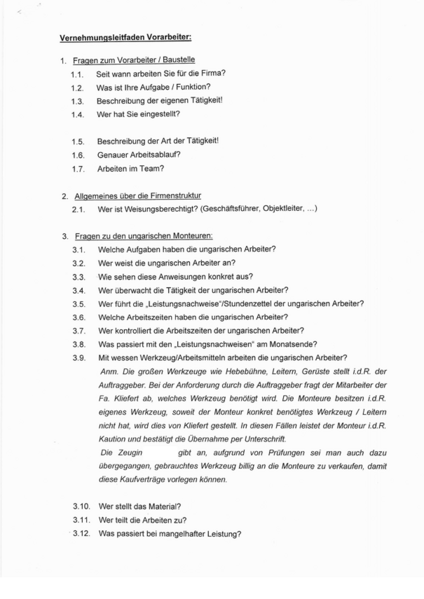 Vernehmungsleitfaden Vorarbeiter:
1. Fragen zum Vorarbeiter / Baustelle
1.1. Seit wann arbeiten Sie für die Firma?
1.2. Was ist Ihre Aufgabe / Funktion?
1.3. Beschreibung der eigenen Tätigkeit!
1.4. Wer hat Sie eingestellt?
1.5. Beschreibung der Art der Tätigkeit!
1.6. Genauer Arbeitsablauf?
1.7. Arbeiten im Team?
2. Allgemeines über die Firmenstruktur
2.1. Wer ist Weisungsberechtigt? (Geschäftsführer, Objektleiter, ...)
3. Fragen zu den ungarischen Monteuren:
3.1. Welche Aufgaben haben die ungarischen Arbeiter?
3.2. Wer weist die ungarischen Arbeiter an?
3.3. Wie sehen diese Anweisungen konkret aus?
3.4. Wer überwacht die Tätigkeit der ungarischen Arbeiter?
3.5. Wer führt die „Leistungsnachweise"/Stundenzettel der ungarischen Arbeiter?
3.6. Welche Arbeitszeiten haben die ungarischen Arbeiter?
3.7. Wer kontrolliert die Arbeitszeiten der ungarischen Arbeiter?
3.8. Was passiert mit den „Leistungsnachweisen" am Monatsende?
3.9. Mit wessen Werkzeug/Arbeitsmitteln arbeiten die ungarischen Arbeiter?
Anm. Die großen Werkzeuge wie Hebebühne, Leitern, Gerüste stellt i.d.R. der
Auftraggeber. Bei der Anforderung durch die Auftraggeber fragt der Mitarbeiter der
Fa. Kliefert ab, welches Werkzeug benötigt wird. Die Monteure besitzen i.d.R.
eigenes Werkzeug, soweit der Monteur konkret benötigtes Werkzeug / Leitern
nicht hat, wird dies von Kliefert gestellt. In diesen Fällen leistet der Monteur i.d.R.
Kaution und bestätigt die Übernahme per Unterschrift.
Die Zeugin gibt an, aufgrund von Prüfungen sei man auch dazu
übergegangen, gebrauchtes Werkzeug billig an die Monteure zu verkaufen, damit
diese Kaufverträge vorlegen können.
3.10. Wer stellt das Material?
3.11. Wer teilt die Arbeiten zu?
3.12. Was passiert bei mangelhafter Leistung?